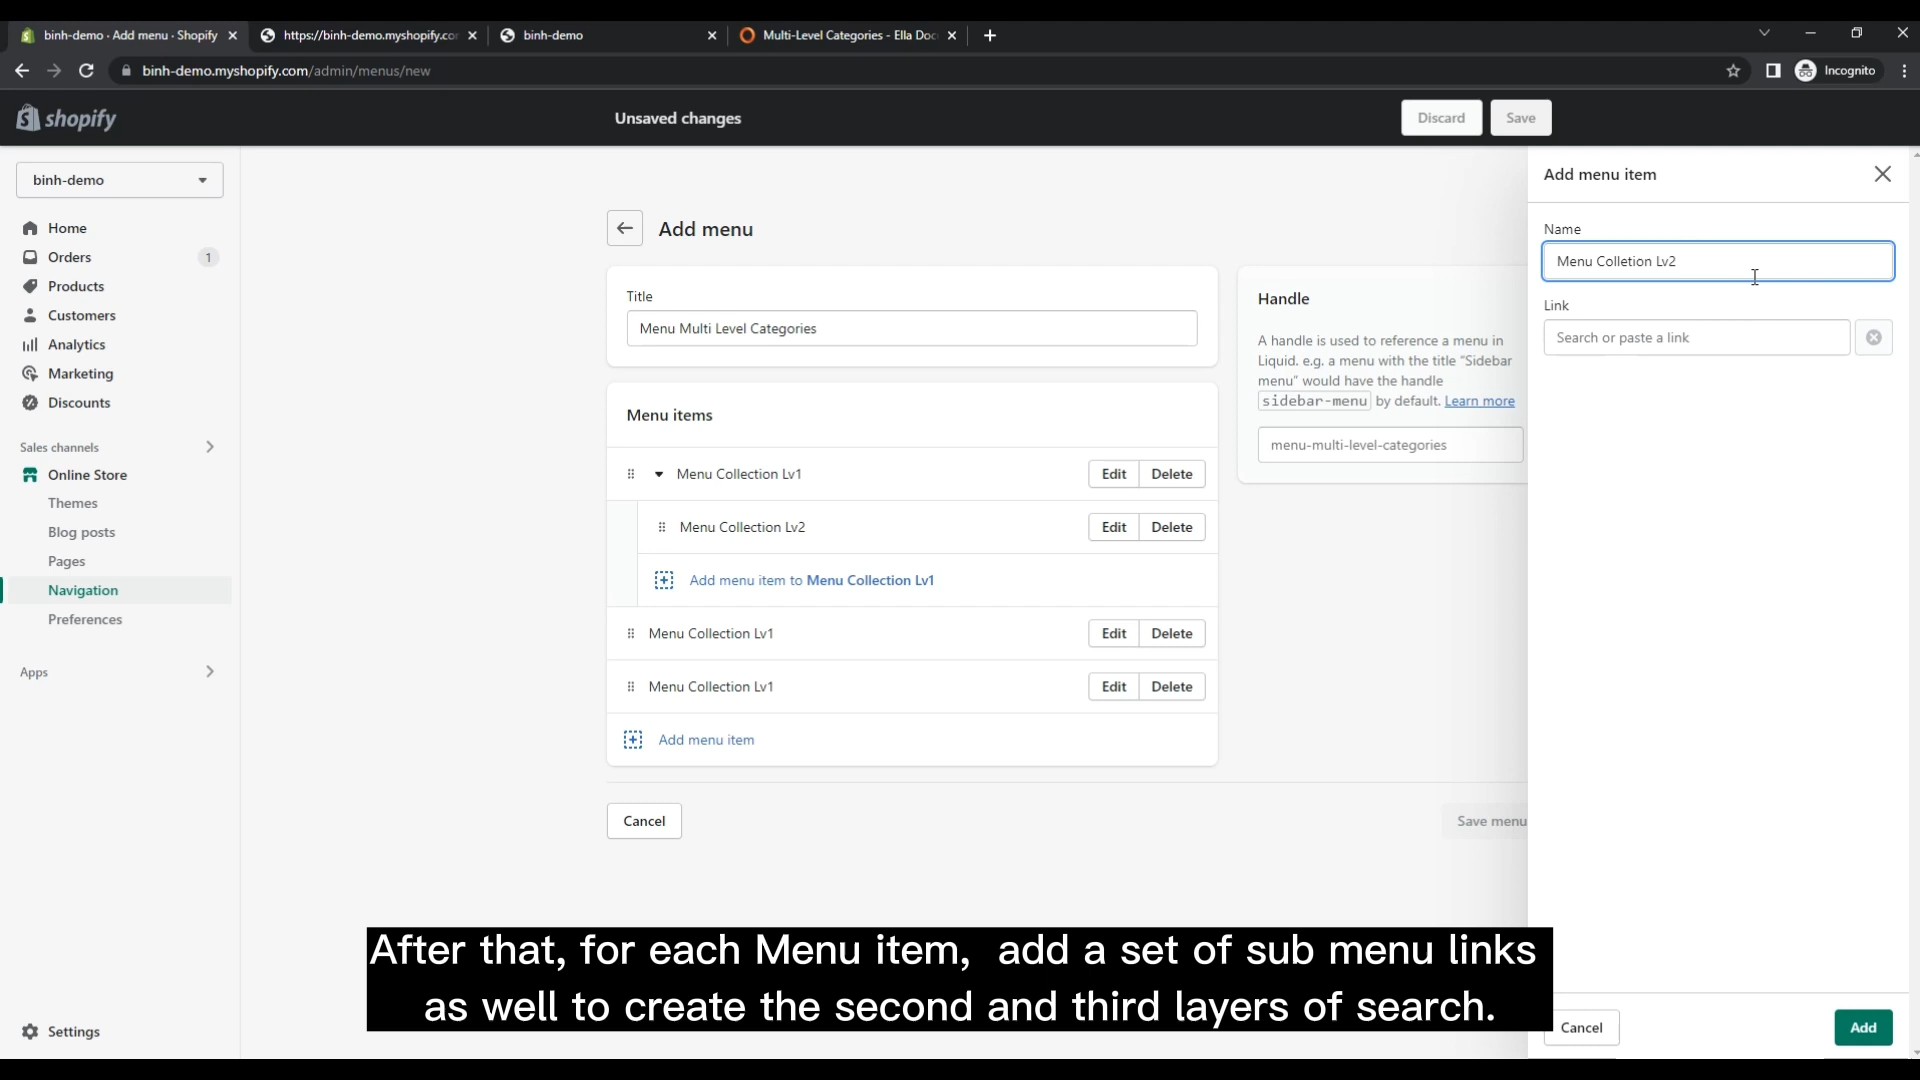 binh-demo · Add menu · Shopify
https://binh-demo.myshopify.co
binh-demo
Multi-Level Categories - Ella Doc
binh-demo.myshopify.com/admin/menus/new
Incognito
shopify
Unsaved changes
Discard
Save
binh-demo
Home
Orders
1
Products
Customers
Analytics
Marketing
Discounts
Sales channels
Online Store
Themes
Blog posts
Pages
Navigation
Preferences
Apps
Settings
Add menu
Title
Menu Multi Level Categories
Menu items
Menu Collection Lv1
Edit
Delete
Menu Collection Lv2
Edit
Delete
Add menu item to Menu Collection Lv1
Menu Collection Lv1
Edit
Delete
Menu Collection Lv1
Edit
Delete
Add menu item
Cancel
Save menu
Handle
A handle is used to reference a menu in
Liquid. e.g. a menu with the title “Sidebar
menu” would have the handle
sidebar-menu by default. Learn more
menu-multi-level-categories
Add menu item
Name
Menu Colletion Lv2
Link
Search or paste a link
Cancel
Add
After that, for each Menu item, add a set of sub menu links
as well to create the second and third layers of search.